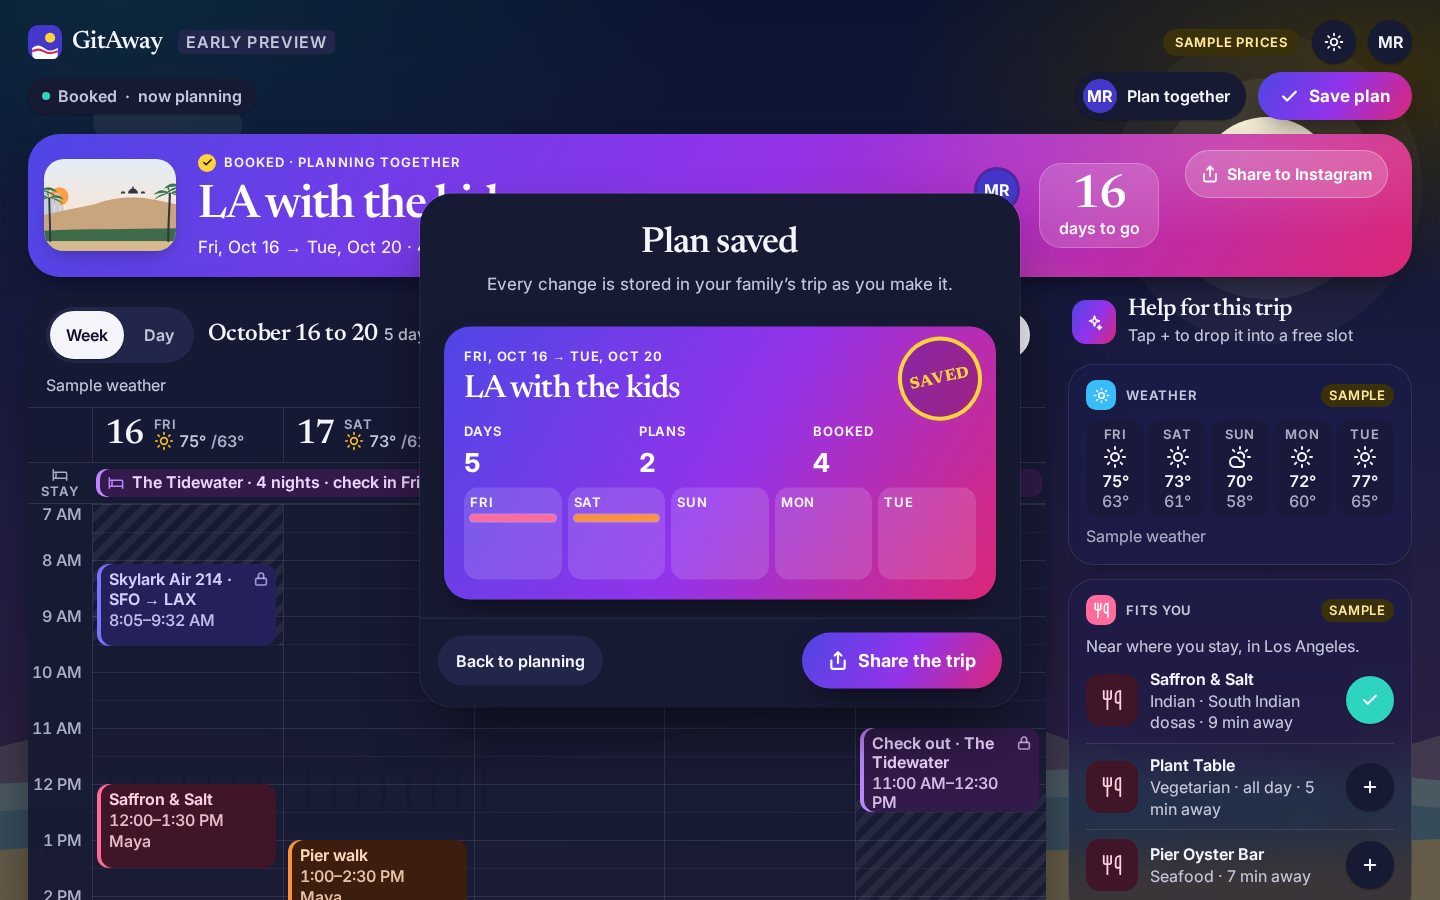 GitAway EARLY PREVIEW
SAMPLE PRICES
MR
Booked · now planning
MR Plan together
Save plan
BOOKED · PLANNING TOGETHER
LA with the
Fri, Oct 16 → Tue, Oct 20 ·
MR
16
days to go
Share to Instagram
Plan saved
Every change is stored in your family’s trip as you make it.
FRI, OCT 16 → TUE, OCT 20
LA with the kids
SAVED
DAYS
5
PLANS
2
BOOKED
4
FRI
SAT
SUN
MON
TUE
Back to planning
Share the trip
Week
Day
October 16 to 20 5
Sample weather
16 FRI
75° /63°
17 SAT
73°
STAY
The Tidewater · 4 nights · check in Fri
7 AM
8 AM
9 AM
10 AM
11 AM
12 PM
1 PM
2 PM
Skylark Air 214 ·
SFO → LAX
8:05–9:32 AM
Saffron & Salt
12:00–1:30 PM
Maya
Pier walk
1:00–2:30 PM
Maya
Check out · The
Tidewater
11:00 AM–12:30
PM
Help for this trip
Tap + to drop it into a free slot
WEATHER
SAMPLE
FRI
75°
63°
SAT
73°
61°
SUN
70°
58°
MON
72°
60°
TUE
77°
65°
Sample weather
FITS YOU
SAMPLE
Near where you stay, in Los Angeles.
Saffron & Salt
Indian · South Indian
dosas · 9 min away
Plant Table
Vegetarian · all day · 5
min away
Pier Oyster Bar
Seafood · 7 min away